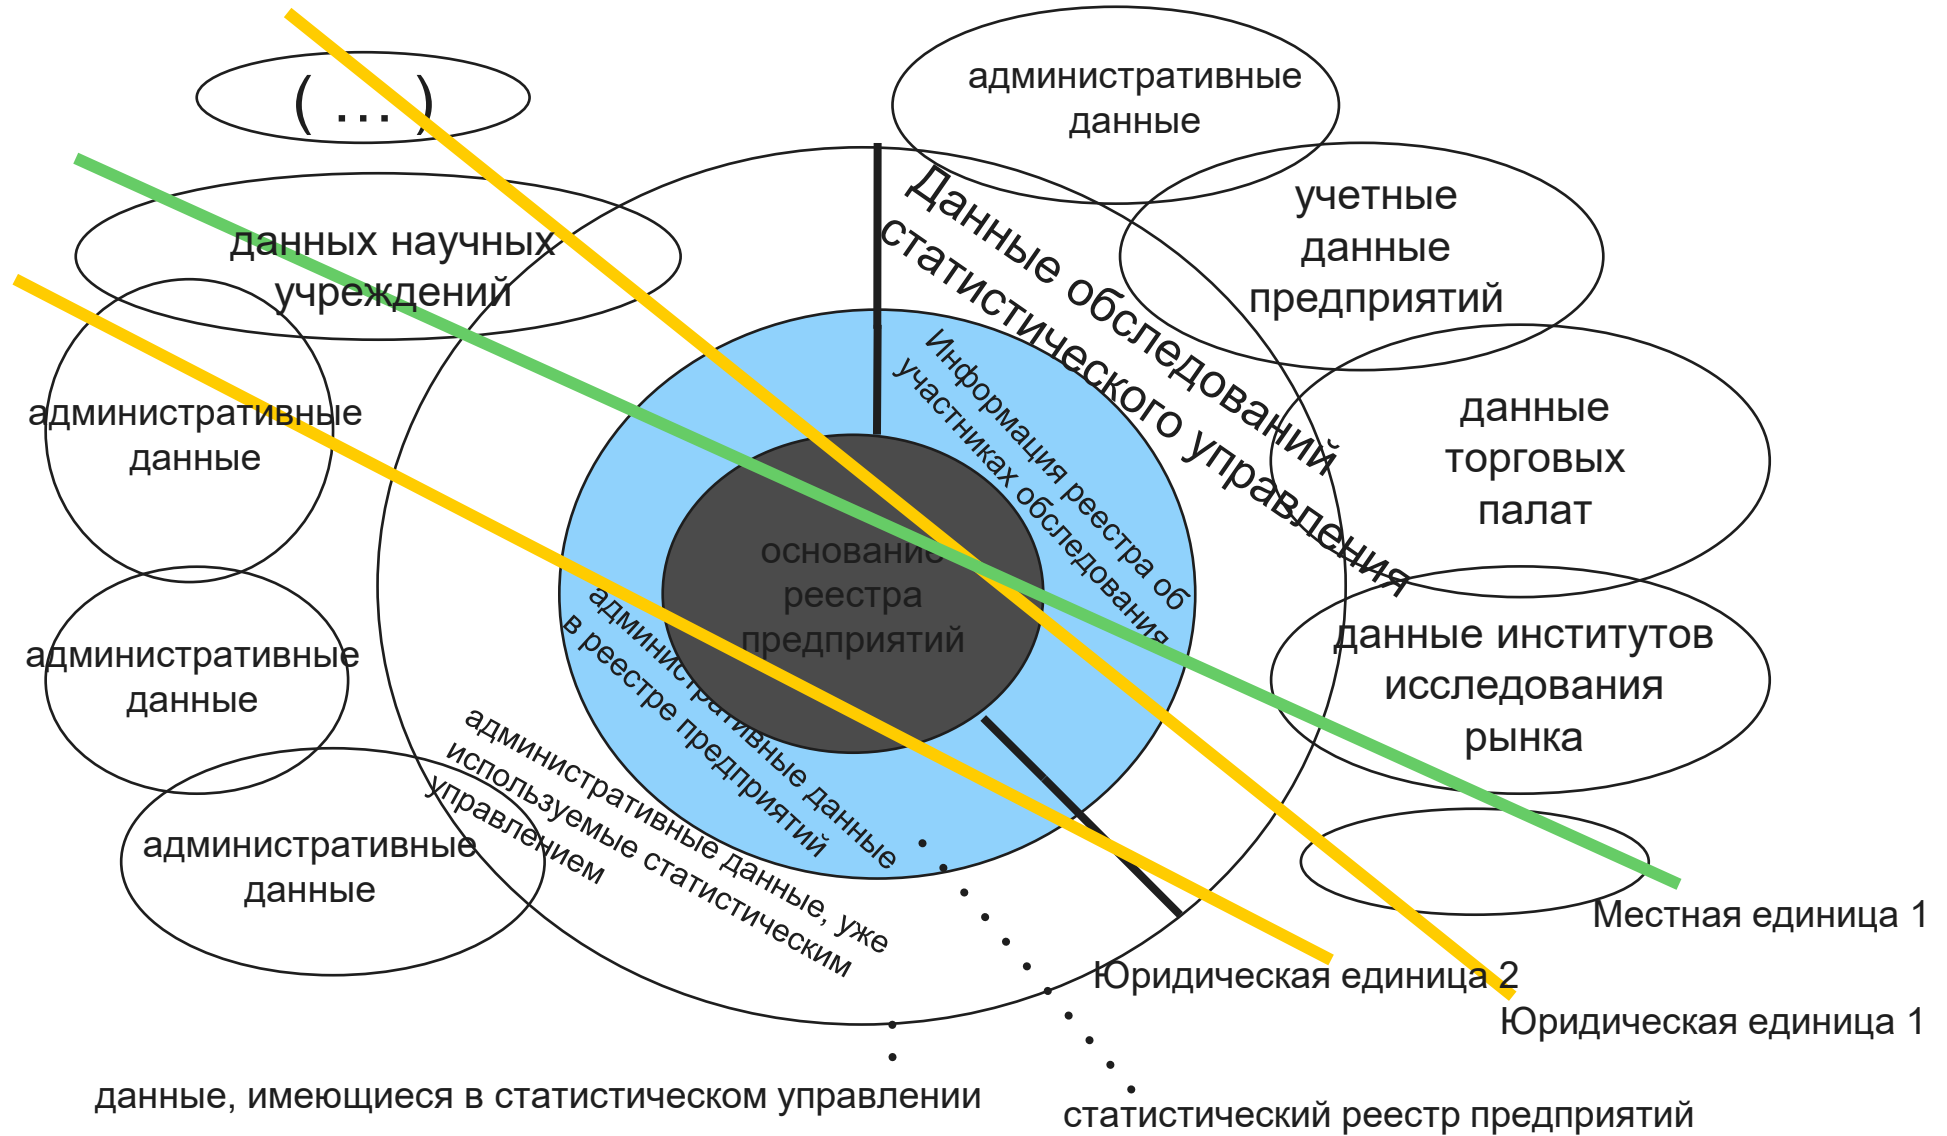 ( … )
административные
данные
учетные
данные
предприятий
данных научных
учреждений
Данные обследований
статистического управления
Информация реестра об
участниках обследования
административные
данные
данные
торговых
палат
основание
реестра
предприятий
данные институтов
исследования
рынка
административные
данные
административные данные
в реестре предприятий
административные данные, уже
используемые статистическим
управлением
административные
данные
Местная единица 1
Юридическая единица 2
Юридическая единица 1
данные, имеющиеся в статистическом управлении
статистический реестр предприятий